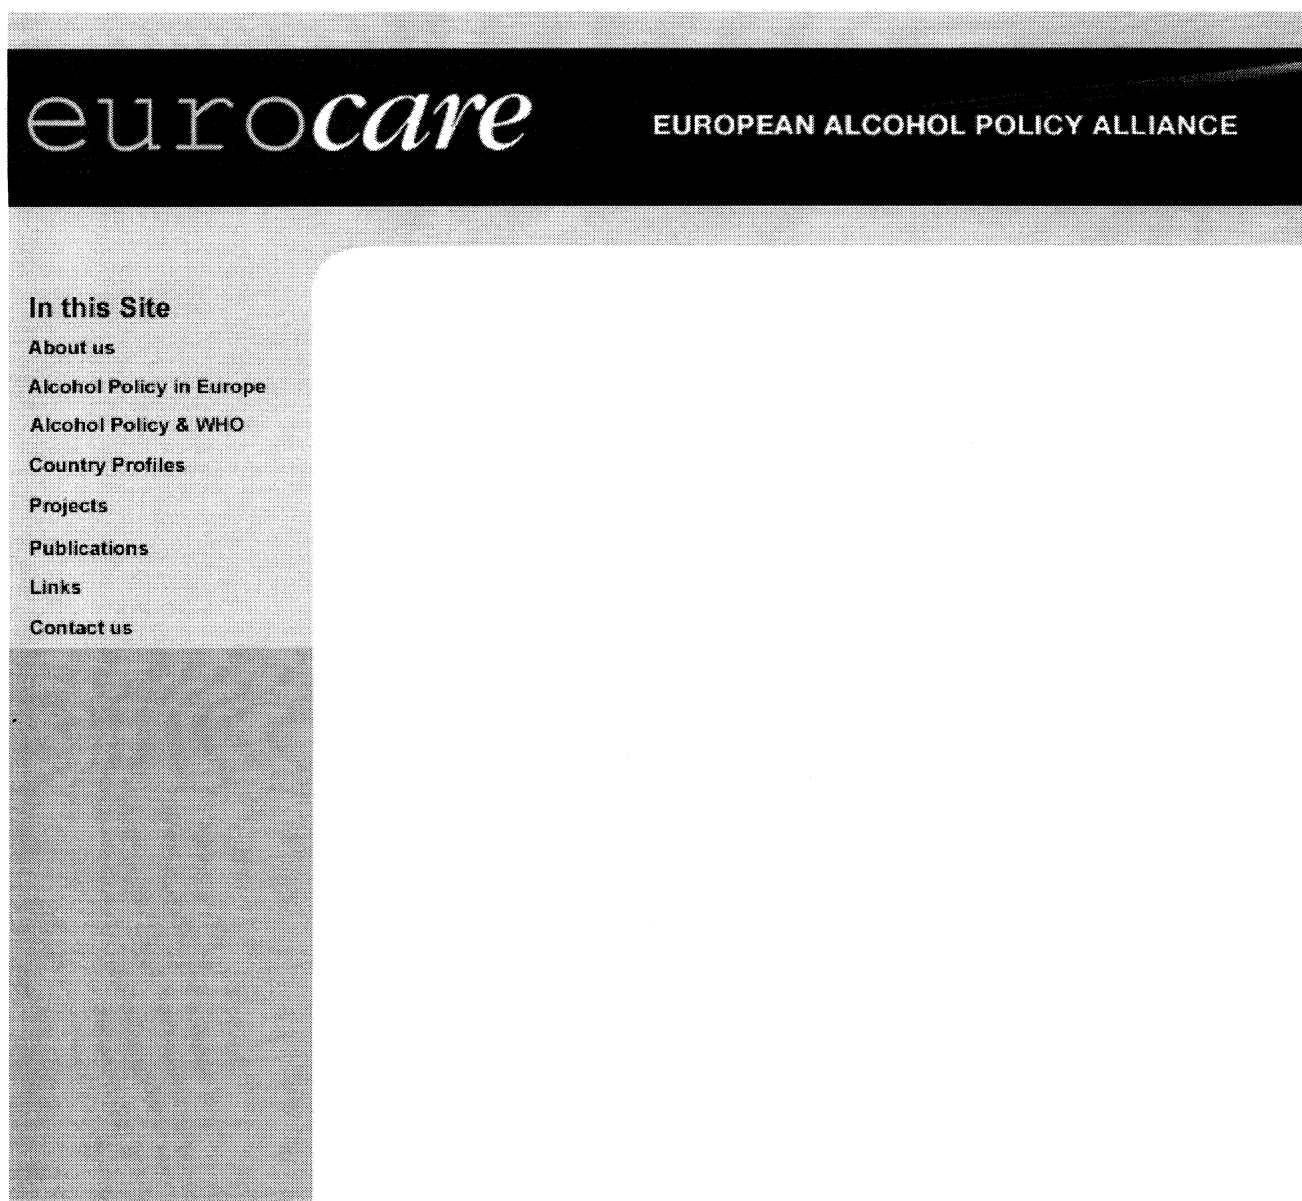 eurocare
EUROPEAN ALCOHOL POLICY ALLIANCE
In this Site
About us
Alcohol Policy in Europe
Alcohol Policy & WHO
Country Profiles
Projects
Publications
Links
Contact us